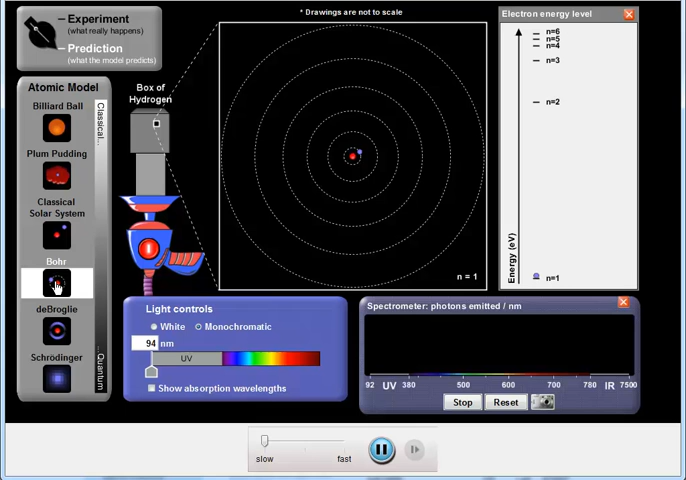 Experiment
(what really happens)
Prediction
(what the model predicts)
Atomic Model
Billiard Ball
Plum Pudding
Classical
Solar System
Bohr
deBroglie
Schrödinger
Classical...
...Quantum
Box of
Hydrogen
* Drawings are not to scale
n = 1
Electron energy level
n=6
n=5
n=4
n=3
n=2
n=1
Energy (eV)
Light controls
White
Monochromatic
94 nm
UV
Show absorption wavelengths
Spectrometer: photons emitted / nm
92 UV 380 500 600 700 780 IR 7500
Stop Reset
slow fast